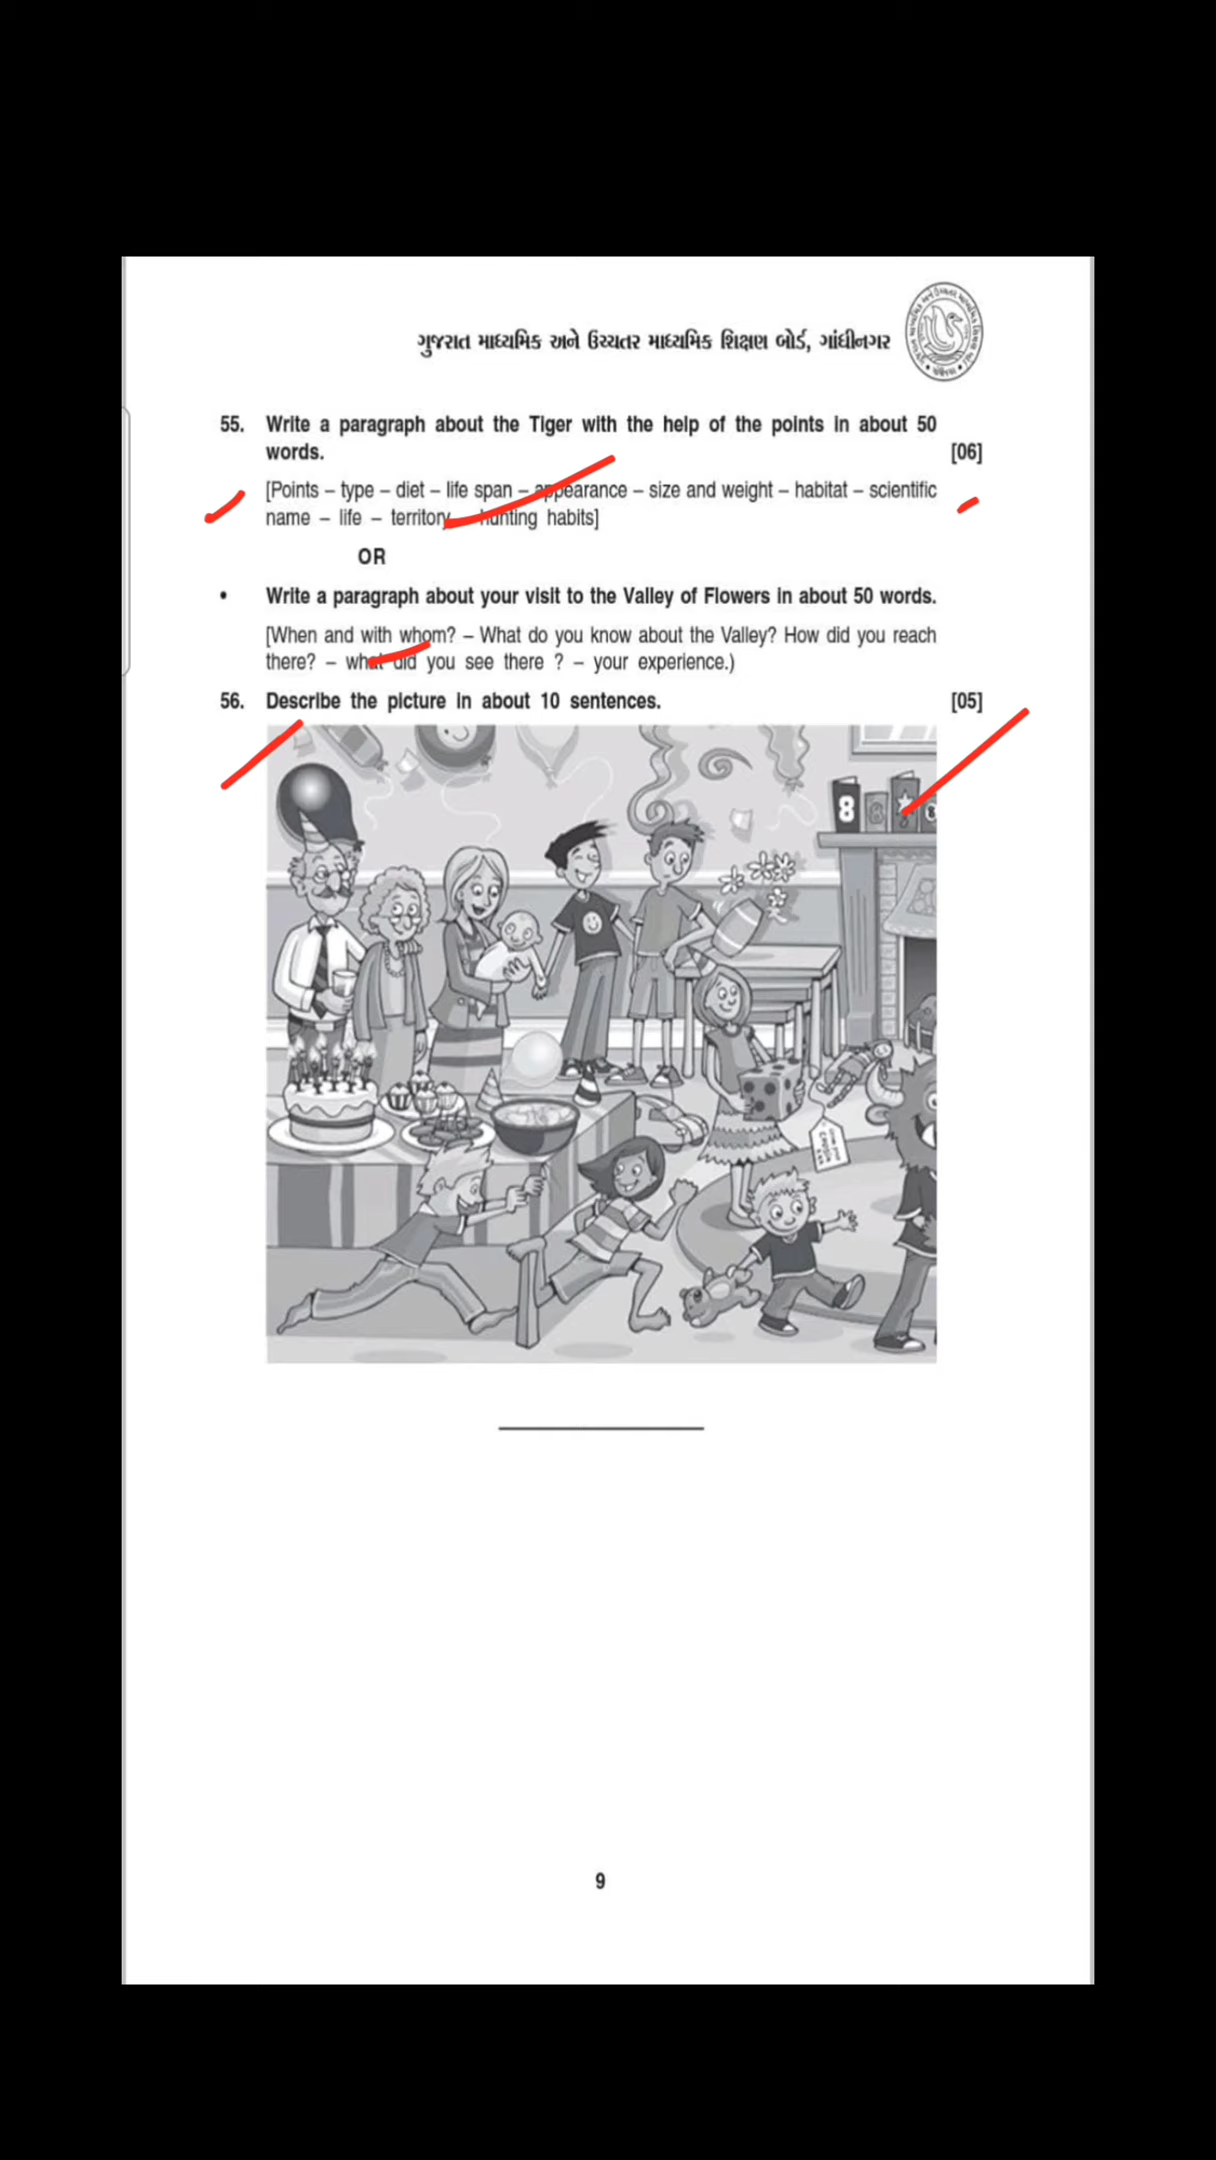 ગુજરાત માધ્યમિક અને ઉચ્ચતર માધ્યમિક શિક્ષણ બોર્ડ, ગાંધીનગર
55. Write a paragraph about the Tiger with the help of the points in about 50
words. [06]
[Points – type – diet – life span – appearance – size and weight – habitat – scientific
name – life – territory – hunting habits]
OR
• Write a paragraph about your visit to the Valley of Flowers in about 50 words.
[When and with whom? – What do you know about the Valley? How did you reach
there? – what did you see there ? – your experience.)
56. Describe the picture in about 10 sentences. [05]
8 8 8
9